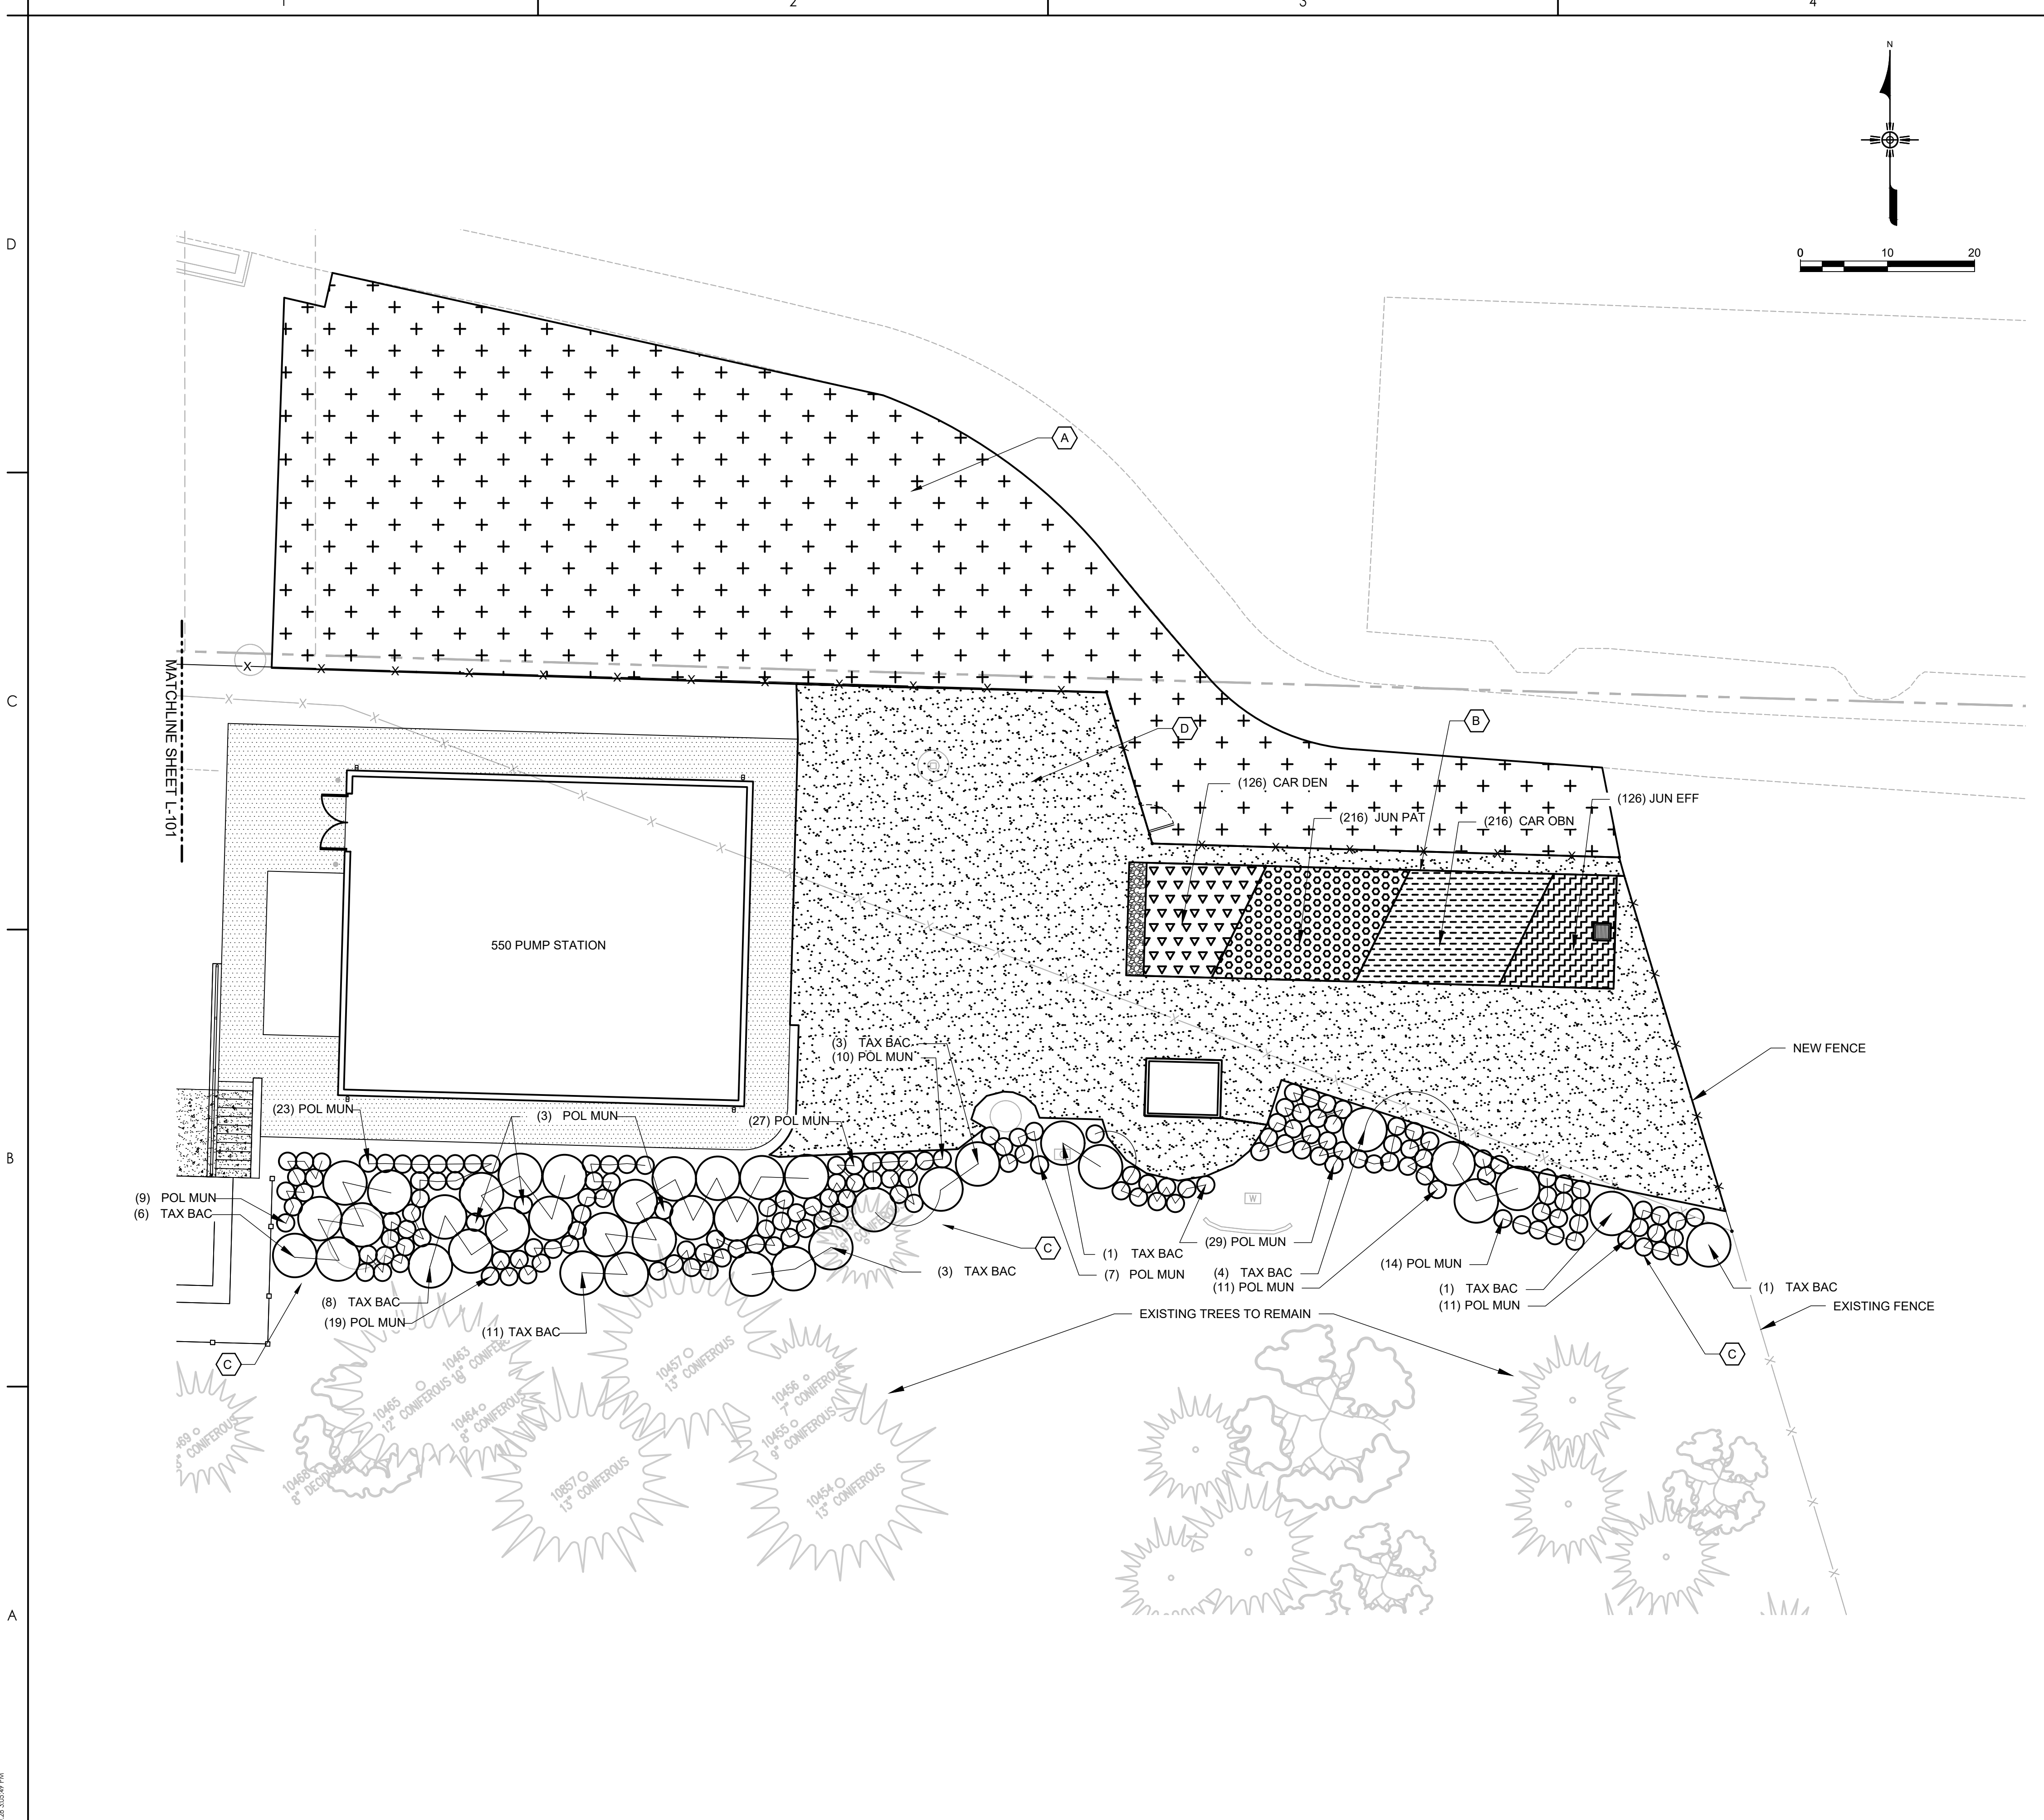 1
2
3
4
N
D
0 10 20
A
C
MATCHLINE SHEET L-101
X
D
B
(126) CAR DEN
(126) JUN EFF
(216) JUN PAT
(216) CAR OBN
550 PUMP STATION
(3) TAX BAC
(10) POL MUN
NEW FENCE
(23) POL MUN
(3) POL MUN
(27) POL MUN
B
(9) POL MUN
(6) TAX BAC
W
C
(1) TAX BAC
(29) POL MUN
(7) POL MUN
(3) TAX BAC
(4) TAX BAC
(11) POL MUN
(14) POL MUN
(1) TAX BAC
(11) POL MUN
(1) TAX BAC
(8) TAX BAC
(19) POL MUN
(11) TAX BAC
EXISTING TREES TO REMAIN
EXISTING FENCE
C
C
10463
10" 
10465
12" CONIFEROUS
10464
8" CONIFEROUS
10457
13" CONIFEROUS
10456
7" CONIFEROUS
10455
9" CONIFEROUS
CONIFEROUS
10468
8"
10857
13" CONIFEROUS
10454
13" CONIFEROUS
A